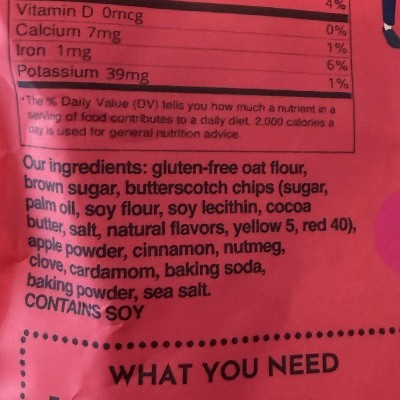 4%
Vitamin D 0mcg 0%
Calcium 7mg 1%
Iron 1mg 6%
Potassium 39mg 1%
*The % Daily Value (DV) tells you how much a nutrient in a
serving of food contributes to a daily diet. 2,000 calories a
day is used for general nutrition advice.
Our ingredients: gluten-free oat flour,
brown sugar, butterscotch chips (sugar,
palm oil, soy flour, soy lecithin, cocoa
butter, salt, natural flavors, yellow 5, red 40),
apple powder, cinnamon, nutmeg,
clove, cardamom, baking soda,
baking powder, sea salt.
CONTAINS SOY
WHAT YOU NEED